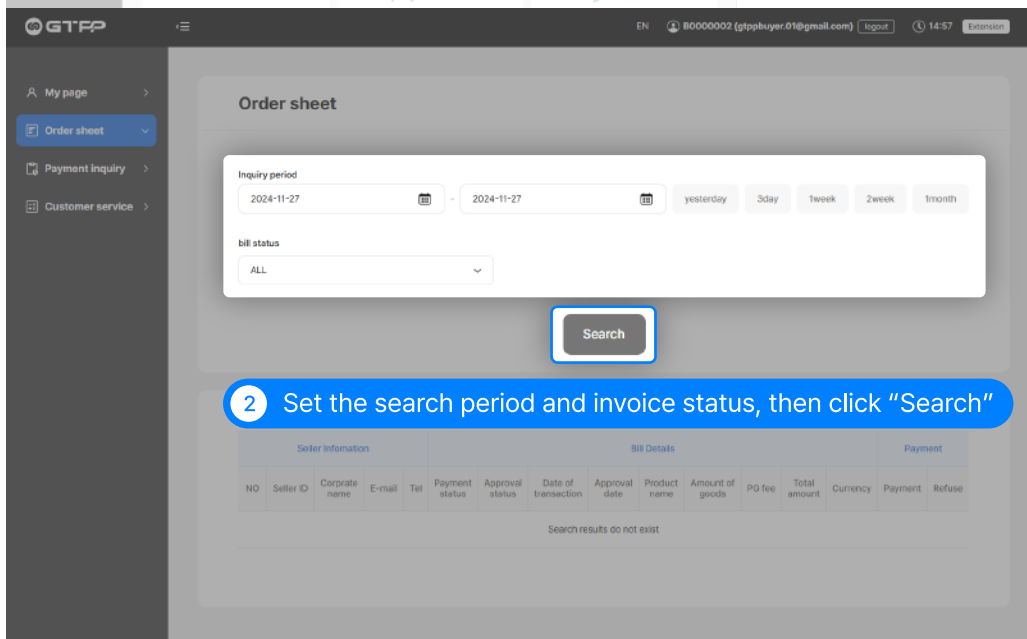 GTPP
EN B0000002 (gtppbuyer.01@gmail.com) logout 14:57 Extension
My page
Order sheet
Payment inquiry
Customer service
Order sheet
Inquiry period
2024-11-27 - 2024-11-27 yesterday 3day 1week 2week 1month
bill status
ALL
Search
2 Set the search period and invoice status, then click “Search”
Seller Infomation Bill Details Payment
NO Seller ID Corprate name E-mail Tel Payment status Approval status Date of transaction Approval date Product name Amount of goods PG fee Total amount Currency Payment Refuse
Search results do not exist